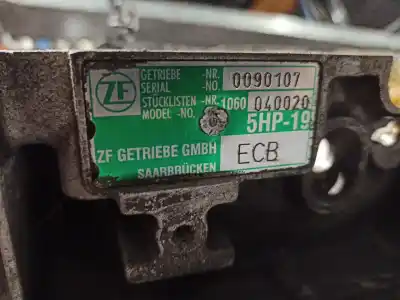 ZF
GETRIEBE -NR. 0090107
SERIAL -NO.
STÜCKLISTEN -NR. 1060 040020
MODEL -NO.
5HP-19
ZF GETRIEBE GMBH ECB
SAARBRÜCKEN